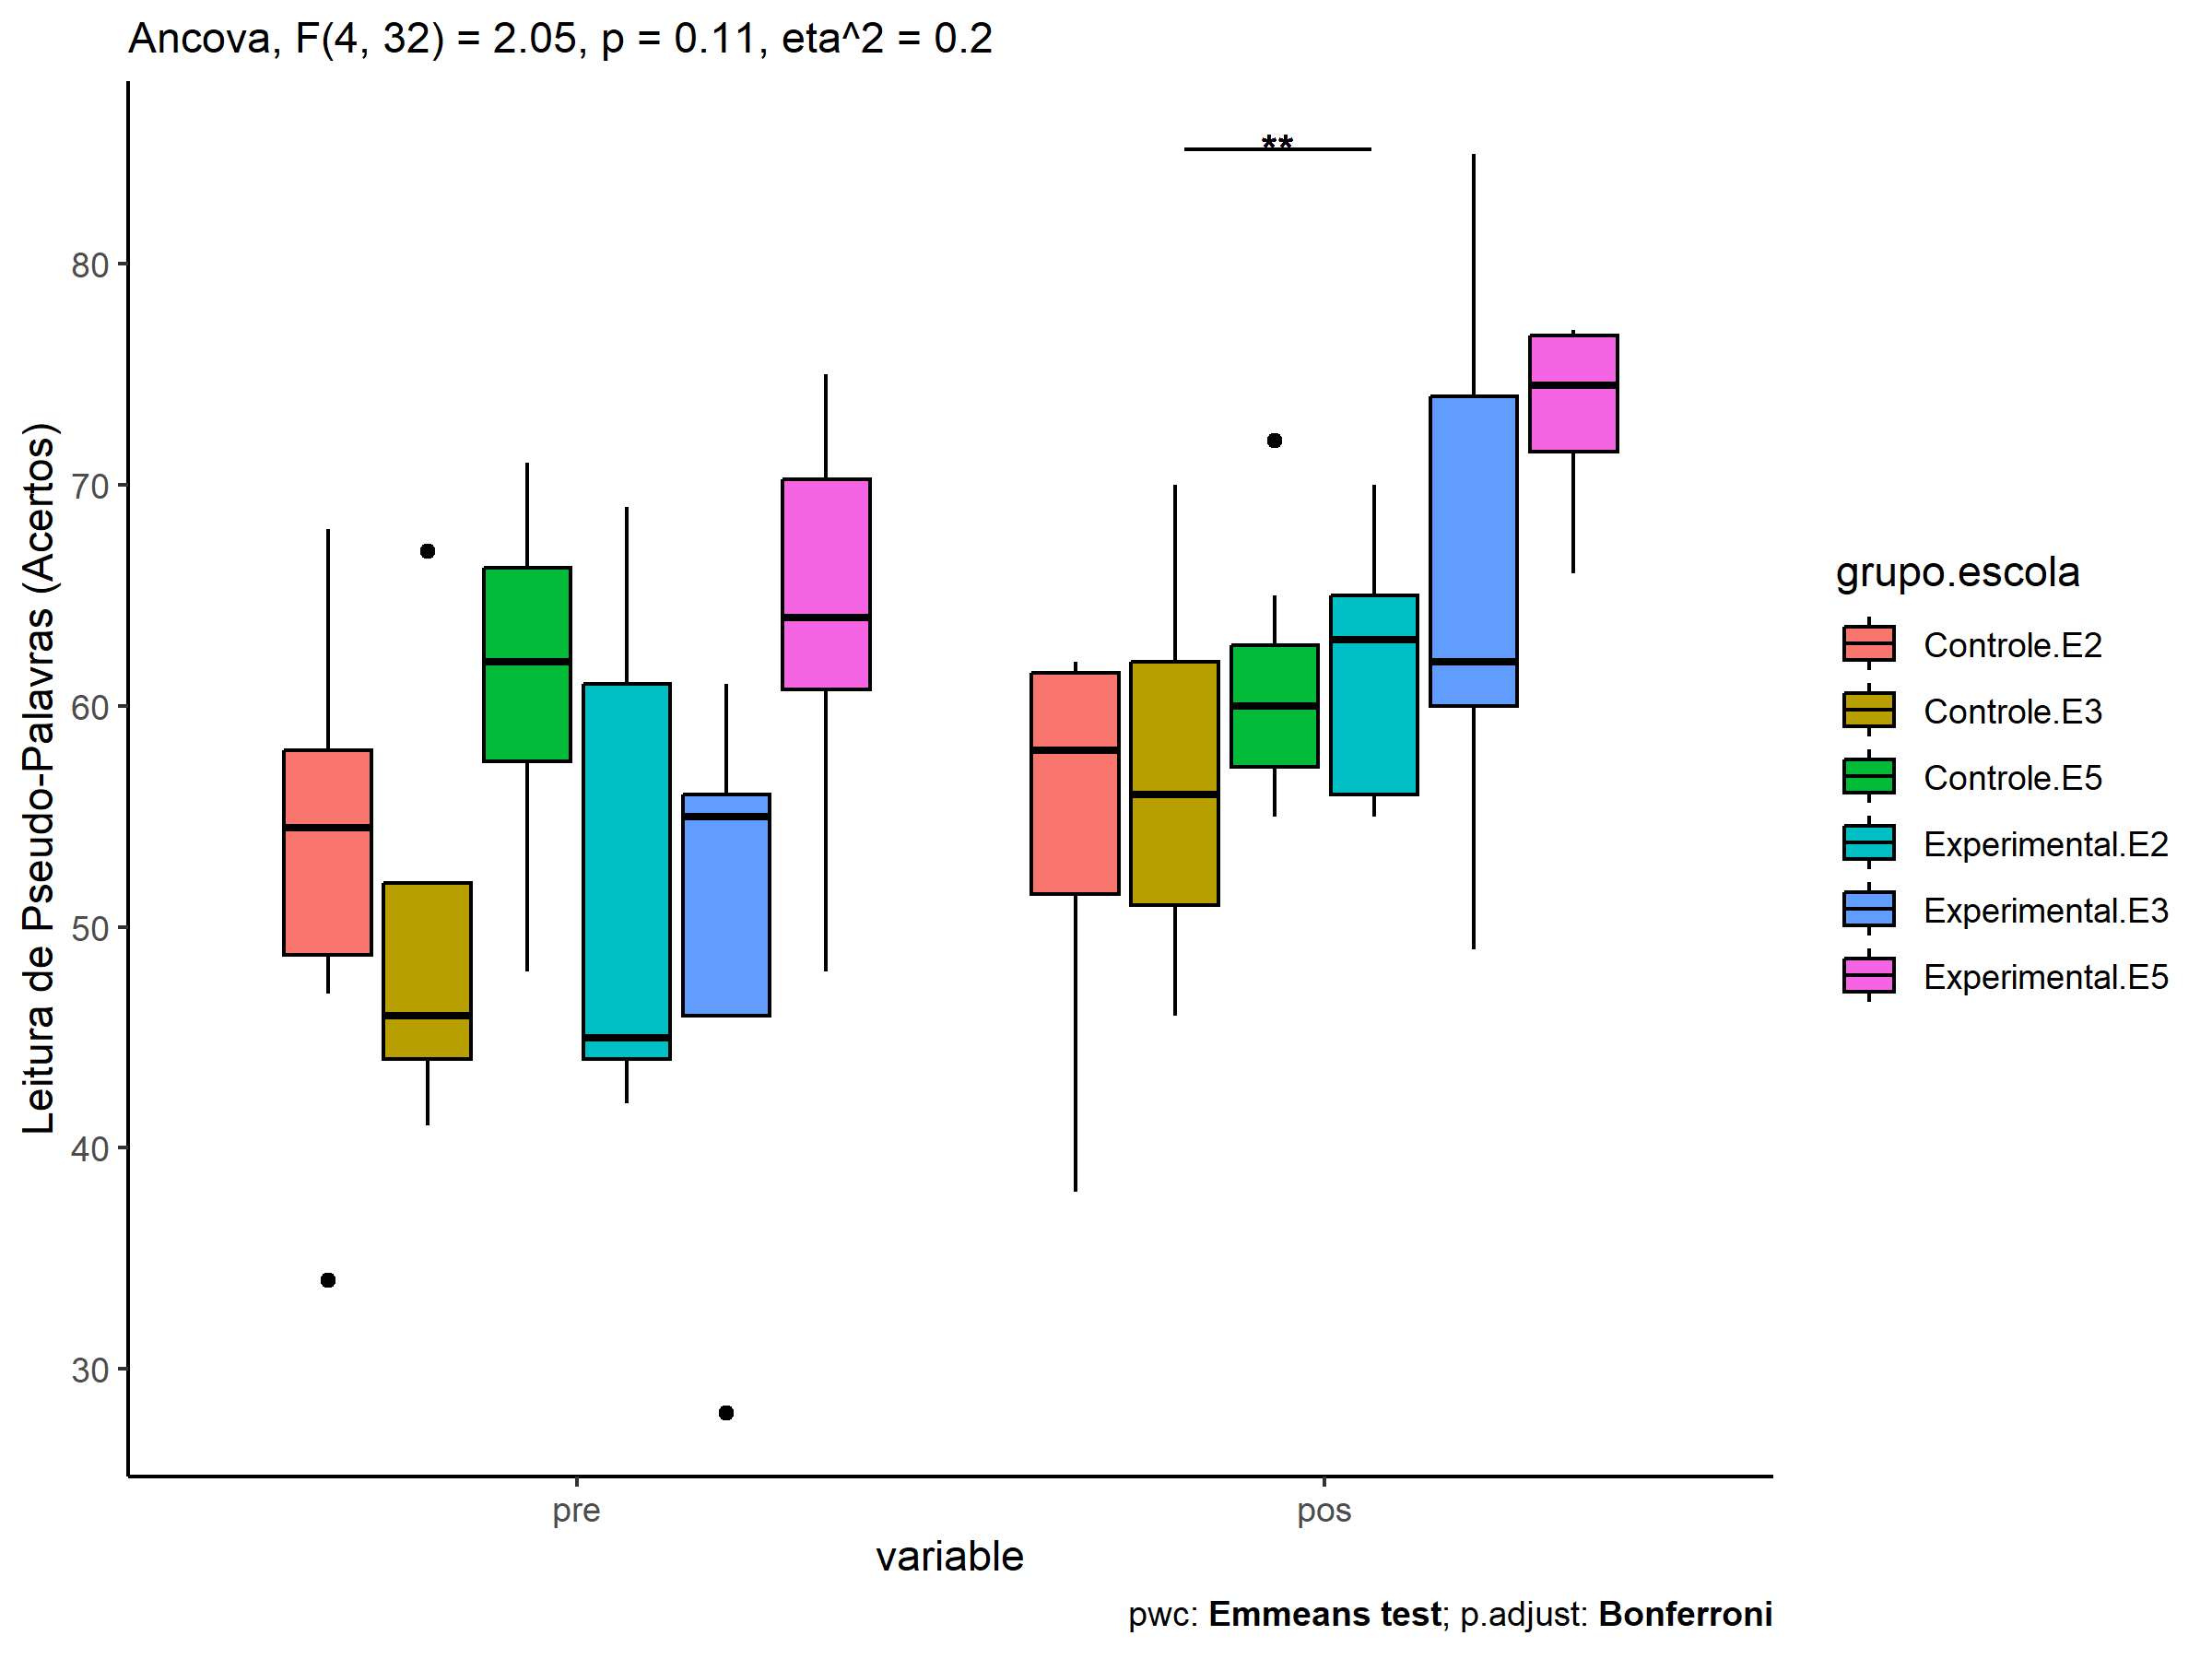 Ancova, F(4, 32) = 2.05, p = 0.11, eta^2 = 0.2
**
Leitura de Pseudo-Palavras (Acertos)
80
70
60
50
40
30
pre
pos
variable
grupo.escola
Controle.E2
Controle.E3
Controle.E5
Experimental.E2
Experimental.E3
Experimental.E5
pwc: Emmeans test; p.adjust: Bonferroni